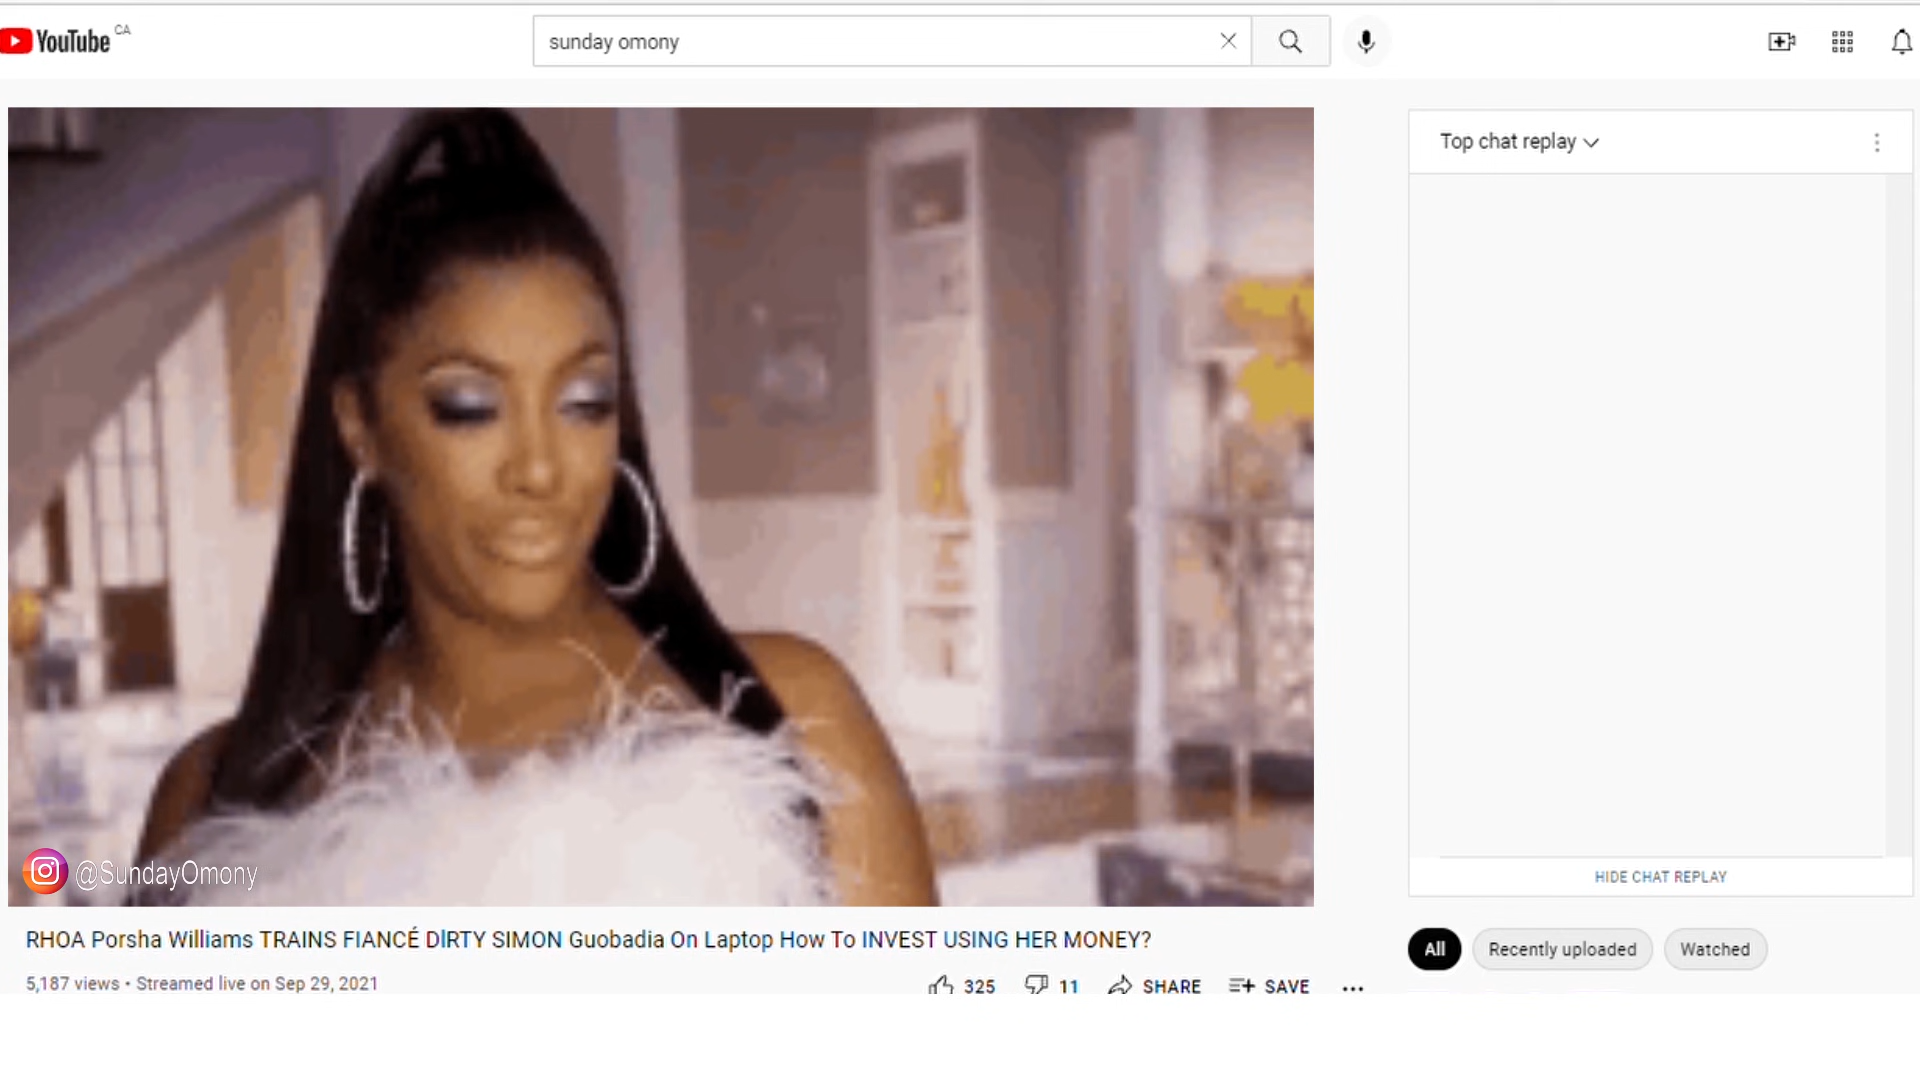 YouTube CA
sunday omony
Top chat replay
@SundayOmony
HIDE CHAT REPLAY
RHOA Porsha Williams TRAINS FIANCÉ DIRTY SIMON Guobadia On Laptop How To INVEST USING HER MONEY?
All Recently uploaded Watched
5,187 views • Streamed live on Sep 29, 2021
325 11 SHARE SAVE